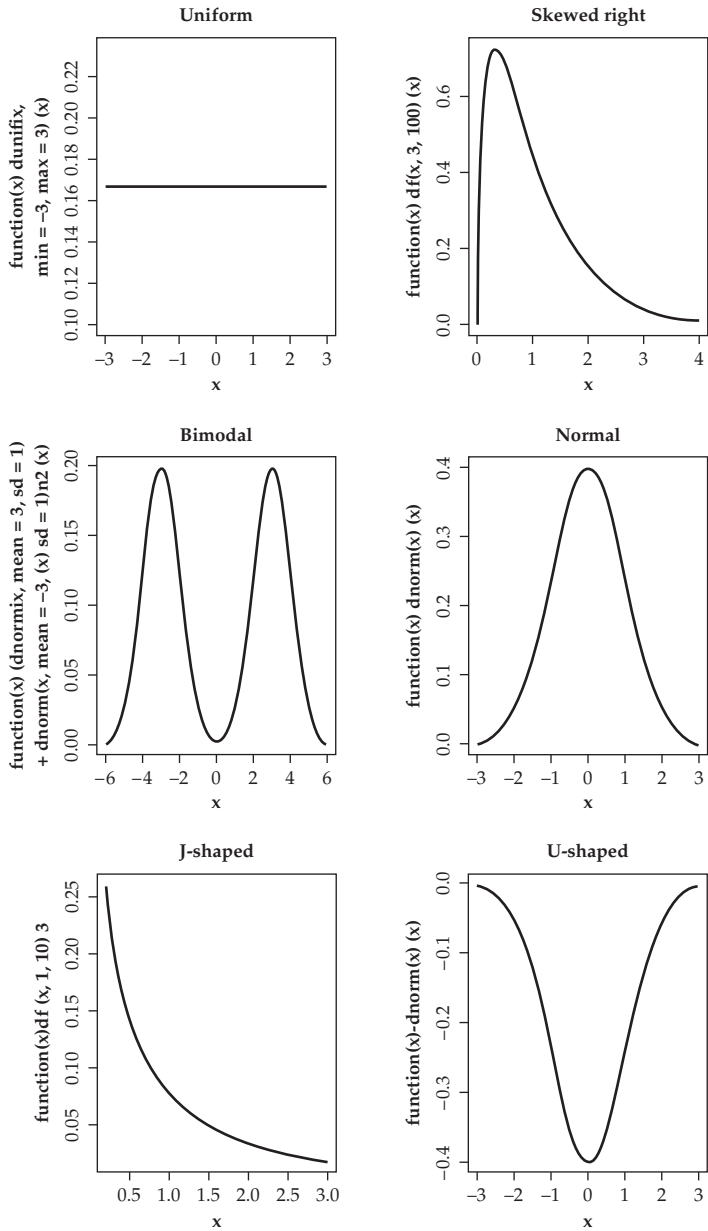 Uniform
function(x) dunifix,
min = −3, max = 3) (x)
0.22
0.20
0.18
0.16
0.14
0.12
0.10
−3 −2 −1 0 1 2 3
x
Skewed right
function(x) df(x, 3, 100) (x)
0.6
0.4
0.2
0.0
0 1 2 3 4
x
Bimodal
function(x) (dnormix, mean = 3, sd = 1)
+ dnorm(x, mean = −3, (x) sd = 1)n2 (x)
0.20
0.15
0.10
0.05
0.00
−6 −4 −2 0 2 4 6
x
Normal
function(x) dnorm(x) (x)
0.4
0.3
0.2
0.1
0.0
−3 −2 −1 0 1 2 3
x
J-shaped
function(x)df (x, 1, 10) 3
0.25
0.20
0.15
0.10
0.05
0.5 1.0 1.5 2.0 2.5 3.0
x
U-shaped
function(x)-dnorm(x) (x)
0.0
−0.1
−0.2
−0.3
−0.4
−3 −2 −1 0 1 2 3
x